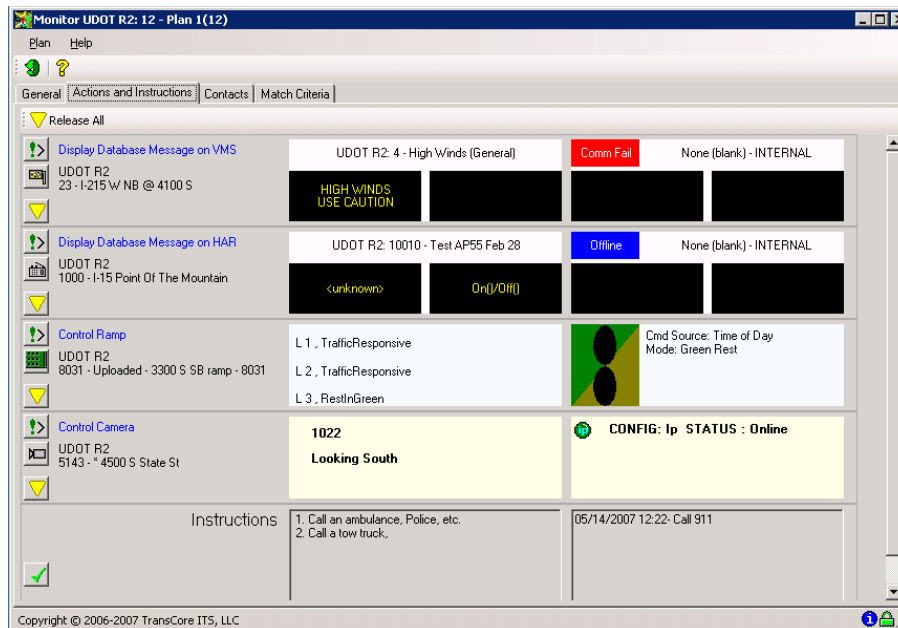 Monitor UDOT R2: 12 - Plan 1(12)
Plan Help
General Actions and Instructions Contacts Match Criteria
Release All
Display Database Message on VMS
UDOT R2
23 - I-215 W NB @ 4100 S
UDOT R2: 4 - High Winds (General)
HIGH WINDS
USE CAUTION
Comm Fail
None (blank) - INTERNAL
Display Database Message on HAR
UDOT R2
1000 - I-15 Point Of The Mountain
UDOT R2: 10010 - Test AP55 Feb 28
<unknown>
On()/Off()
Offline
None (blank) - INTERNAL
Control Ramp
UDOT R2
8031 - Uploaded - 3300 S SB ramp - 8031
L 1 , TrafficResponsive
L 2 , TrafficResponsive
L 3 , RestInGreen
Cmd Source: Time of Day
Mode: Green Rest
Control Camera
UDOT R2
5143 - * 4500 S State St
1022
Looking South
ip
CONFIG: Ip STATUS : Online
Instructions
1. Call an ambulance, Police, etc.
2. Call a tow truck,
05/14/2007 12:22- Call 911
Copyright © 2006-2007 TransCore ITS, LLC